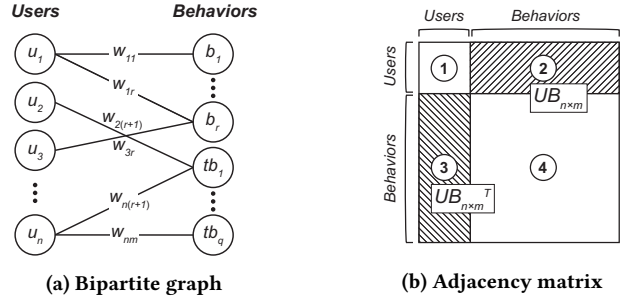 Users Behaviors
u1 w11 b1
w1r
u2 br
w2(r+1)
u3 w3r
tb1
wn(r+1)
un wnm tbq
(a) Bipartite graph
Users Behaviors
Users
1 2
UBn×m
Behaviors
3 4
UBn×mT
(b) Adjacency matrix